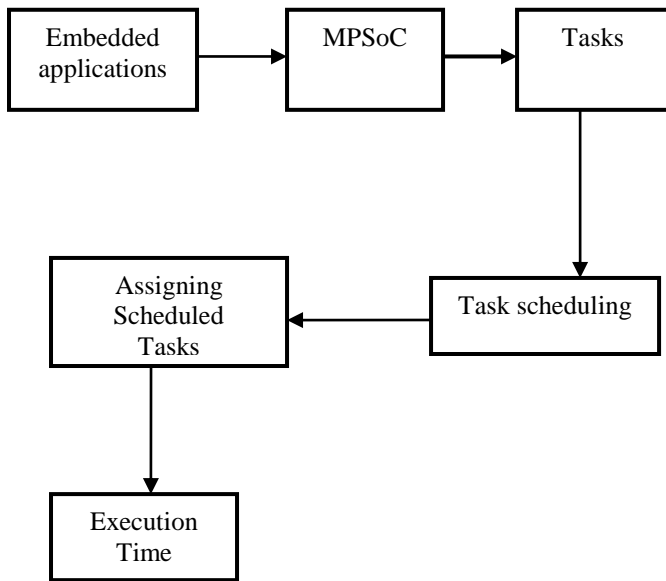 Embedded
applications
MPSoC
Tasks
Task scheduling
Assigning
Scheduled
Tasks
Execution
Time